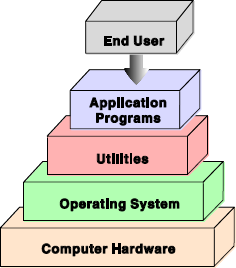 End User
Application
Programs
Utilities
Operating System
Computer Hardware